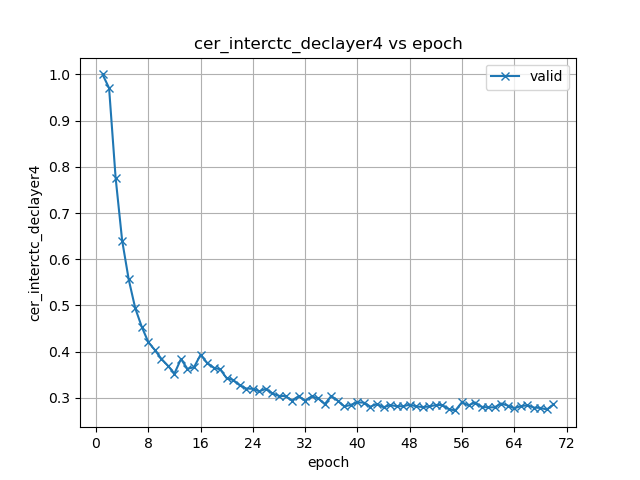 cer_interctc_declayer4 vs epoch
valid
cer_interctc_declayer4
1.0
0.9
0.8
0.7
0.6
0.5
0.4
0.3
0 8 16 24 32 40 48 56 64 72
epoch